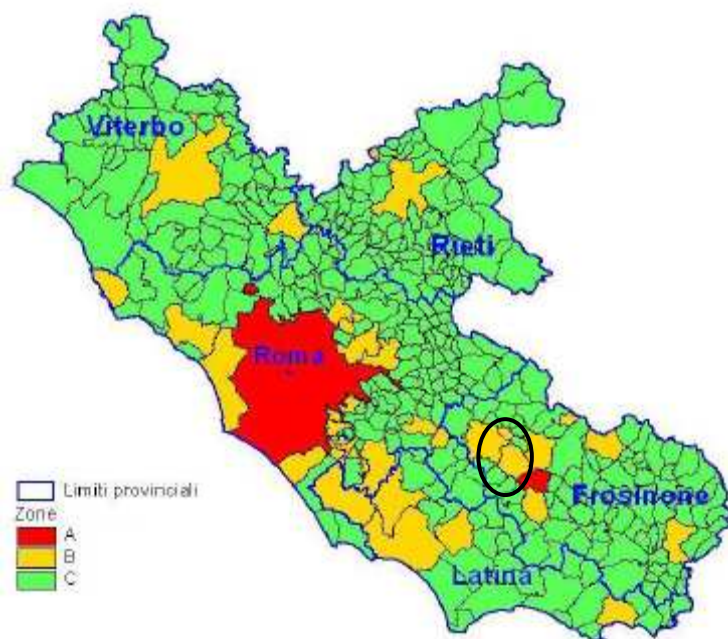 Viterbo
Rieti
Roma
Frosinone
Latina
Limiti provinciali
Zone
A
B
C